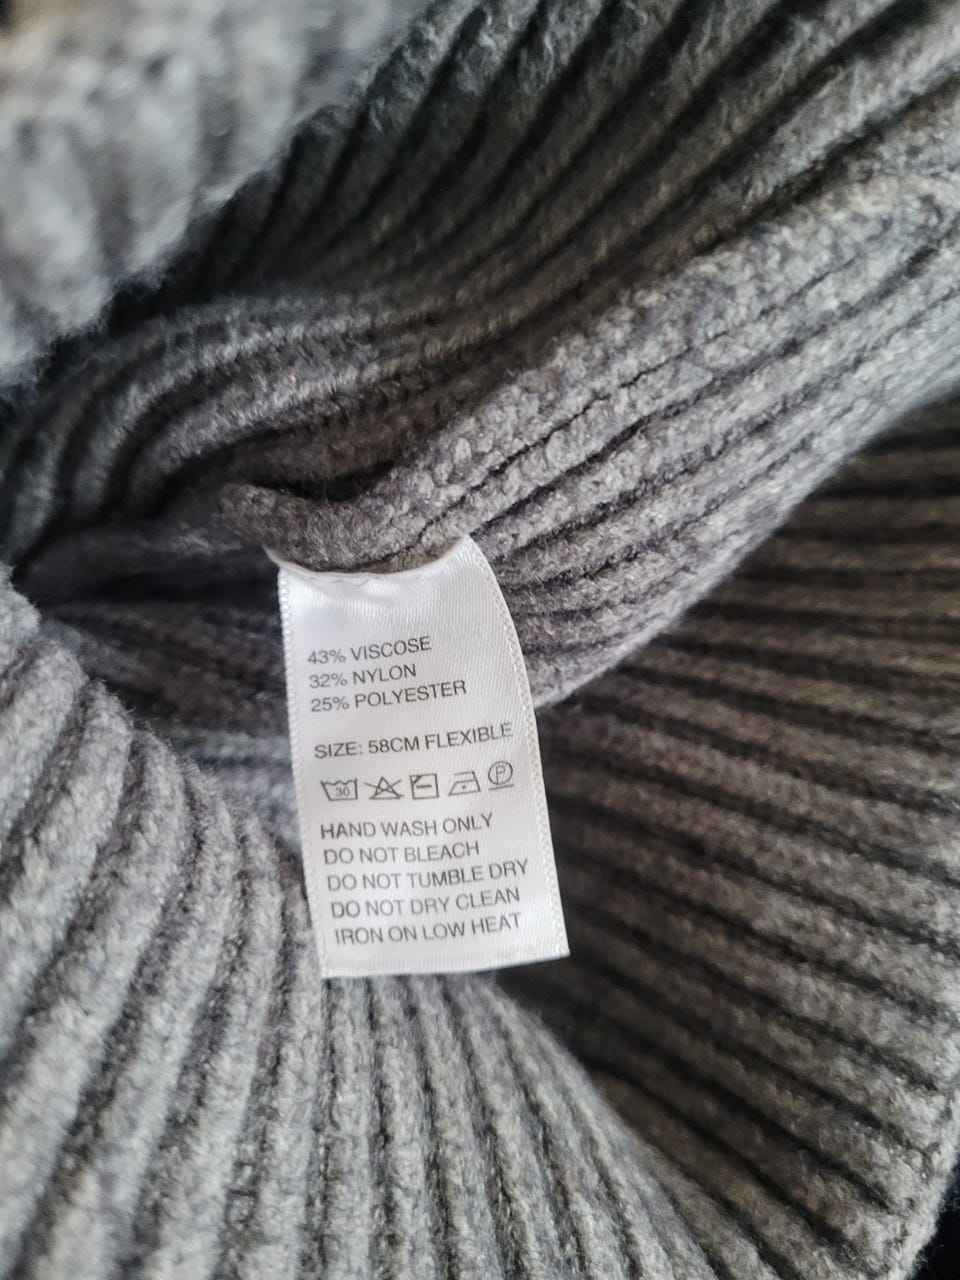 43% VISCOSE
32% NYLON
25% POLYESTER
SIZE: 58CM FLEXIBLE
30 P
HAND WASH ONLY
DO NOT BLEACH
DO NOT TUMBLE DRY
DO NOT DRY CLEAN
IRON ON LOW HEAT